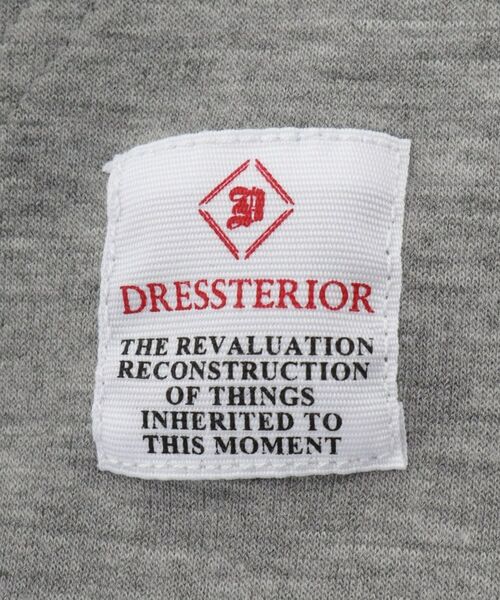 D
DRESSTERIOR
THE REVALUATION
RECONSTRUCTION
OF THINGS
INHERITED TO
THIS MOMENT